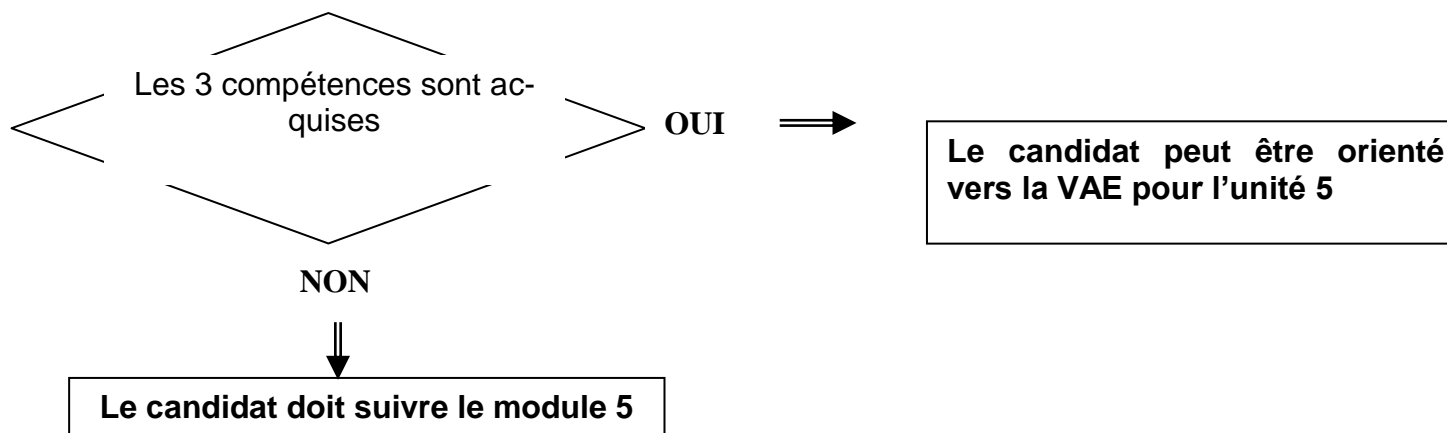 Les 3 compétences sont ac-
quises
OUI
Le candidat peut être orienté
vers la VAE pour l’unité 5
NON
Le candidat doit suivre le module 5